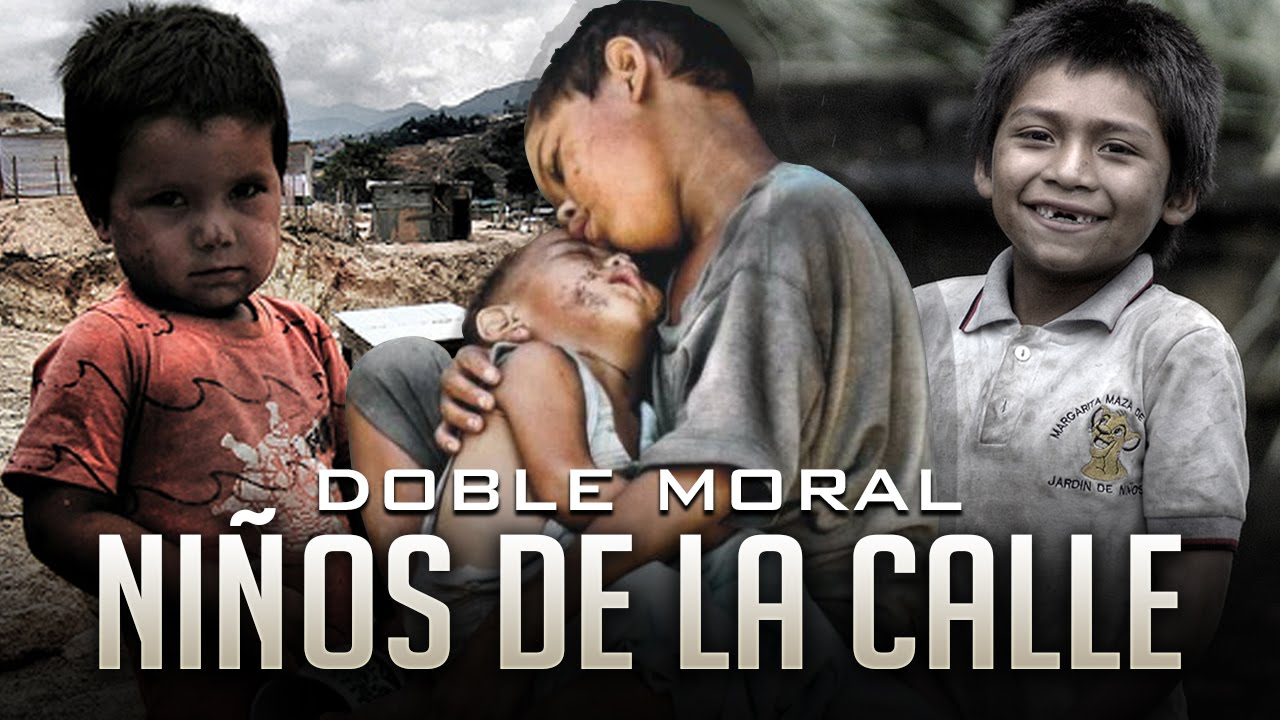 MARGARITA MAZA DE
JARDIN DE NIÑOS
DOBLE MORAL
NIÑOS DE LA CALLE